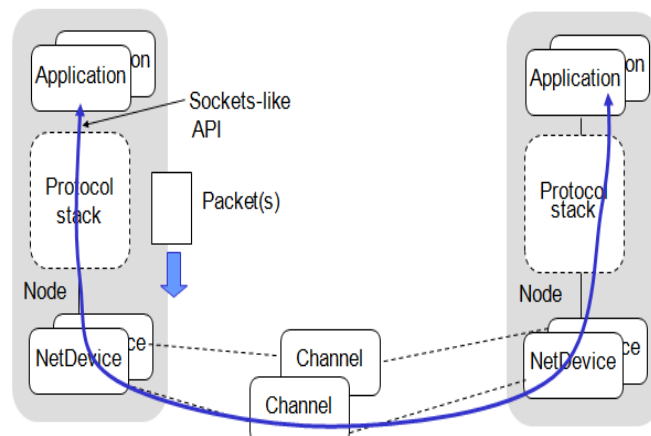 on
Application
Sockets-like
API
Protocol
stack
Packet(s)
Node
ce
NetDevice
Channel
Channel
on
Application
Protocol
stack
Node
ce
NetDevice